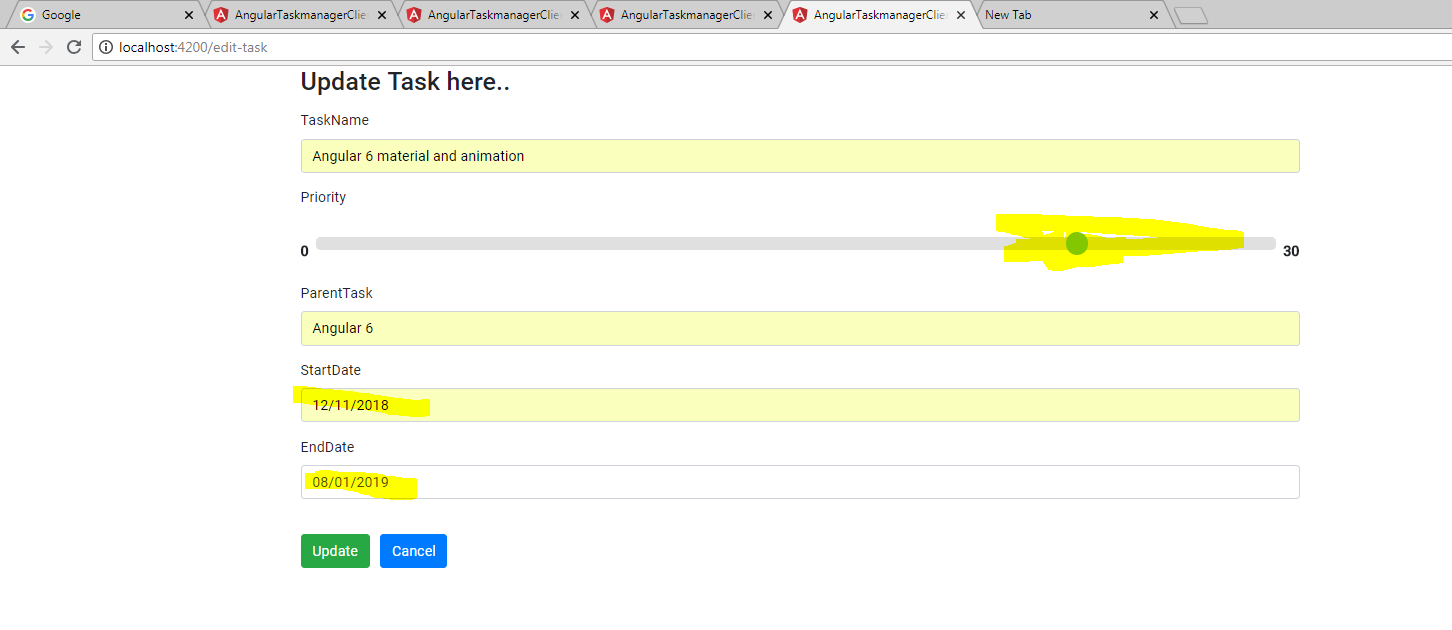 Google
AngularTaskmanagerClie
AngularTaskmanagerClie
AngularTaskmanagerClie
AngularTaskmanagerClie
New Tab
localhost:4200/edit-task
Update Task here..
TaskName
Angular 6 material and animation
Priority
0 30
ParentTask
Angular 6
StartDate
12/11/2018
EndDate
08/01/2019
Update Cancel